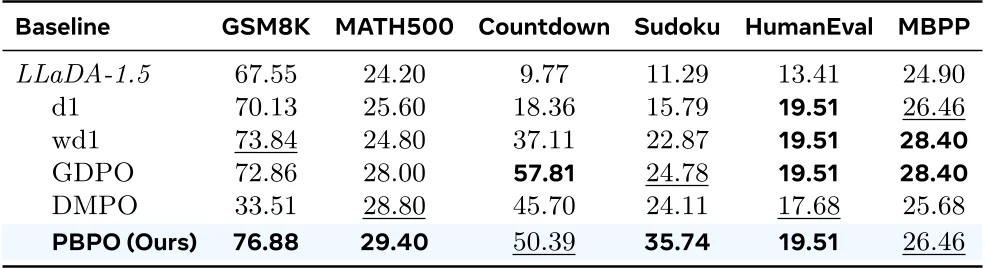 Baseline GSM8K MATH500 Countdown Sudoku HumanEval MBPP
LLaDA-1.5 67.55 24.20 9.77 11.29 13.41 24.90
d1 70.13 25.60 18.36 15.79 19.51 26.46
wd1 73.84 24.80 37.11 22.87 19.51 28.40
GDPO 72.86 28.00 57.81 24.78 19.51 28.40
DMPO 33.51 28.80 45.70 24.11 17.68 25.68
PBPO (Ours) 76.88 29.40 50.39 35.74 19.51 26.46